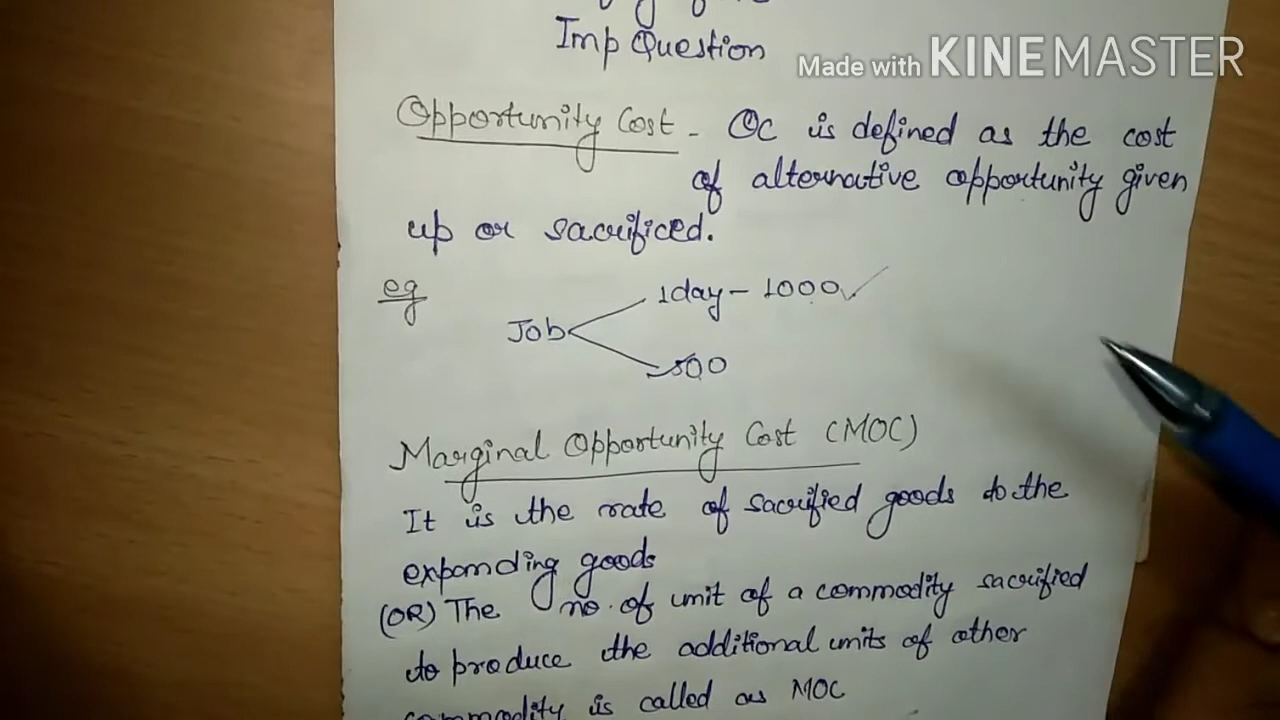 Imp Question
Made with KINEMASTER
Opportunity Cost - OC is defined as the cost
of alternative opportunity given
up or sacrificed.
eg
1day - 1000 ✓
Job
500
Marginal Opportunity Cost (MOC)
It is the rate of sacrified goods to the
expanding goods
(OR) The no. of unit of a commodity sacrified
to produce the additional units of other
commodity is called as MOC